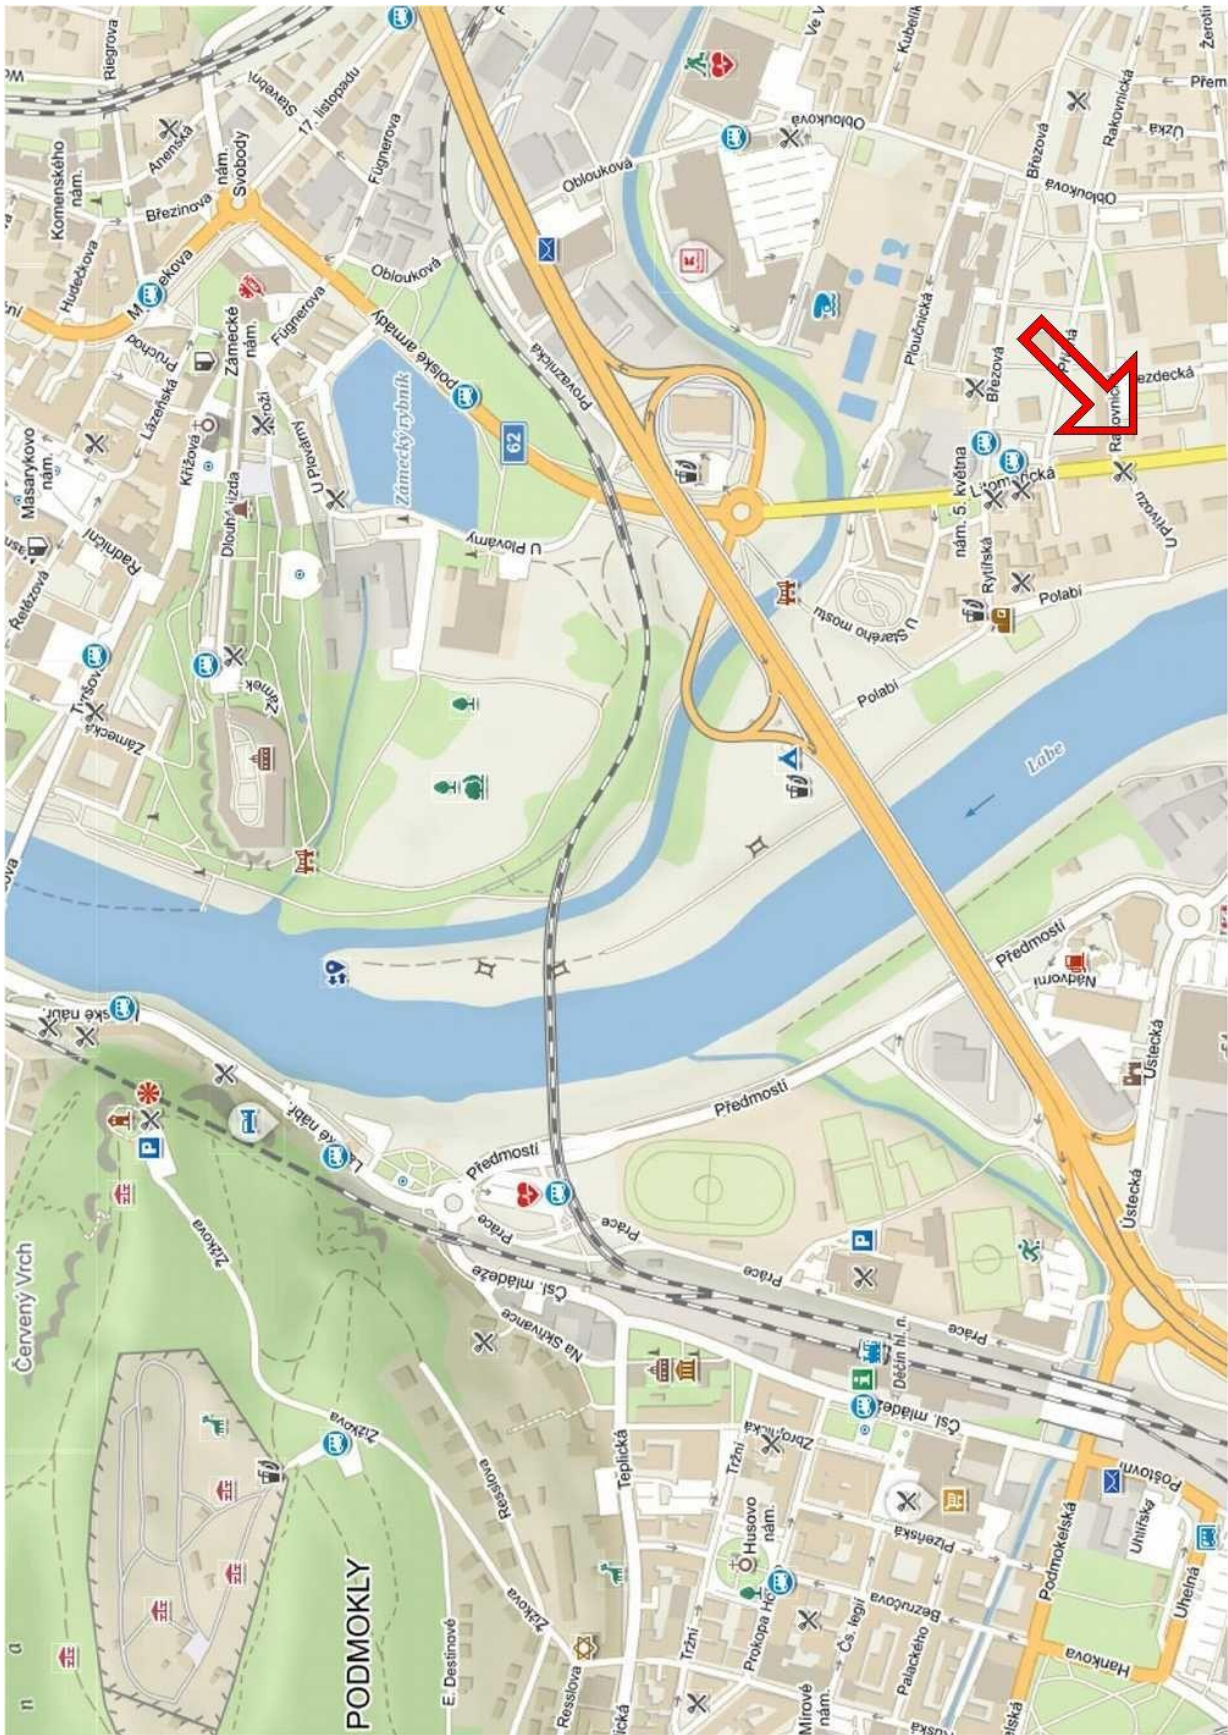 Riegrova
Komenského
nám.
Anenská
Stavební
17. listopadu
nám.
Svobody
Březinova
Hudečkova
Fügnerova
Průchod
Zámecké
nám.
Fügnerova
Lázeňská
Křížová
Masarykovo
nám.
Radniční
Řetězová
Dlouhá jízda
U Plovárny
Zámecký rybník
Oblouková
polské armády
Provaznická
62
U Plovárny
Zámek
Zámecká
Oblouková
Oblouková
Kubelík
Březová
Rakovnická
Úzká
Oblouková
Ploučnická
Březová
nám. 5. května
Rytířská
U Přívozu
Polabí
U Starého mostu
Polabí
Labe
Předmostí
Nádvorní
Ústecká
Předmostí
Ústecká
Předmostí
Práce
Práce
Práce
Práce
Čsl. mládeže
Na Skřivance
Červený Vrch
Žižkova
Žižkova
Resslova
Teplická
PODMOKLY
E. Destinové
Žižkova
Resslova
Tržní
Zbrojnická
Děčín hl. n.
Čsl. mládeže
Husovo
nám.
Plzeňská
Tržní
Čs. legií
Bezručova
Palackého
Mírové
nám.
Podmokelská
Uhlířská
Uhelná
Hankova
P
P
i